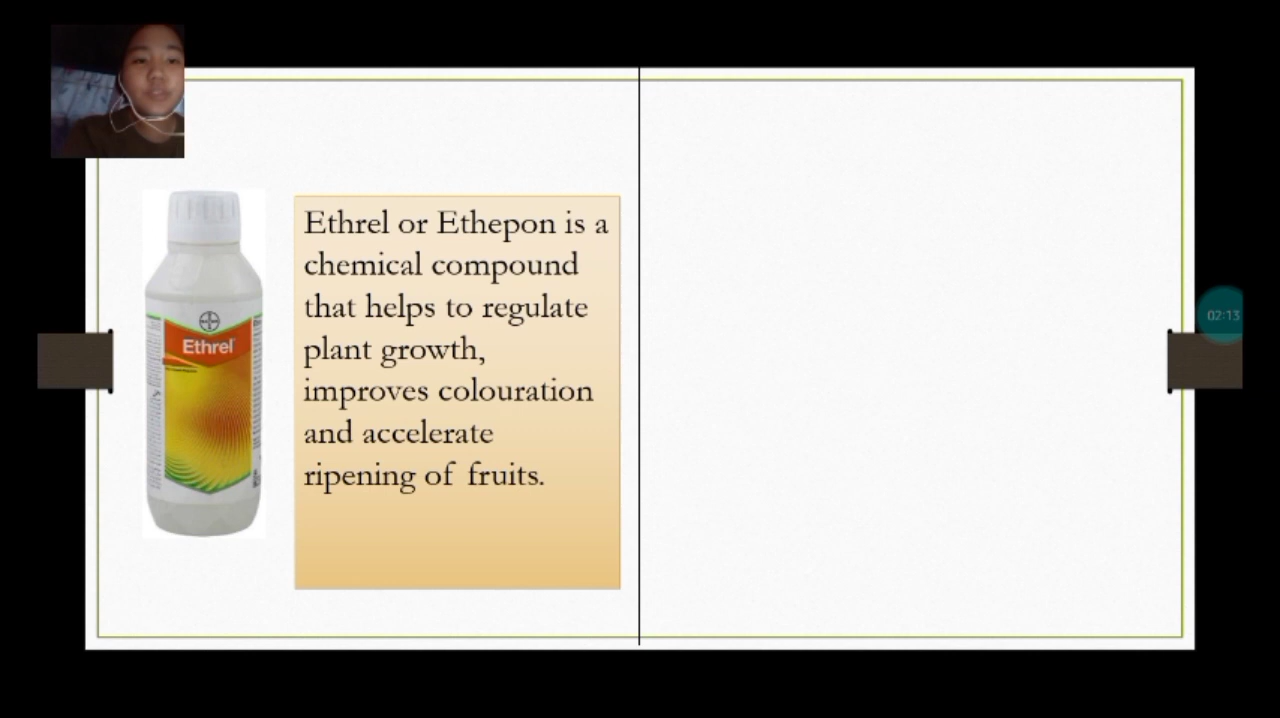 Ethrel or Ethepon is a
chemical compound
that helps to regulate
plant growth,
improves colouration
and accelerate
ripening of fruits.
Ethrel
02:13